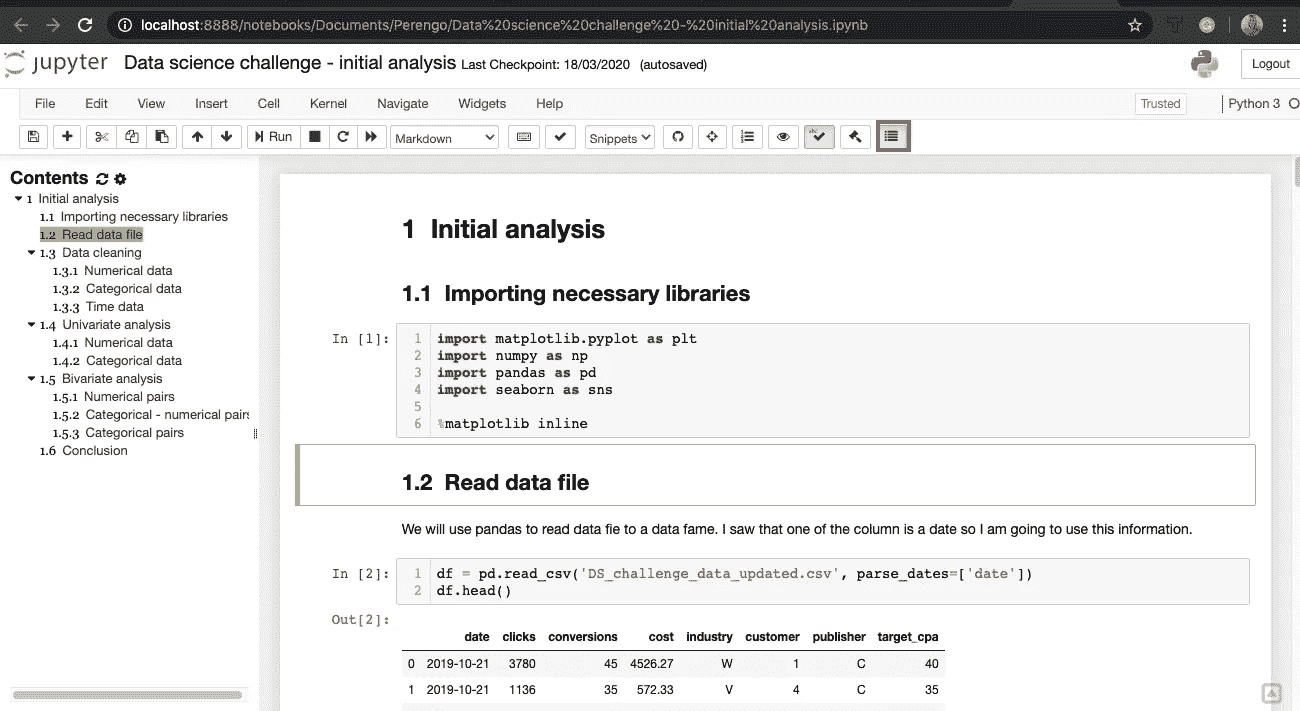 localhost:8888/notebooks/Documents/Perengo/Data%20science%20challenge%20-%20initial%20analysis.ipynb
jupyter Data science challenge - initial analysis Last Checkpoint: 18/03/2020 (autosaved) Logout
File Edit View Insert Cell Kernel Navigate Widgets Help Trusted Python 3
Run Markdown Snippets
Contents
1 Initial analysis
1.1 Importing necessary libraries
1.2 Read data file
1.3 Data cleaning
1.3.1 Numerical data
1.3.2 Categorical data
1.3.3 Time data
1.4 Univariate analysis
1.4.1 Numerical data
1.4.2 Categorical data
1.5 Bivariate analysis
1.5.1 Numerical pairs
1.5.2 Categorical - numerical pairs
1.5.3 Categorical pairs
1.6 Conclusion
1 Initial analysis
1.1 Importing necessary libraries
In [1]:
1 import matplotlib.pyplot as plt
2 import numpy as np
3 import pandas as pd
4 import seaborn as sns
5
6 %matplotlib inline
1.2 Read data file
We will use pandas to read data fie to a data fame. I saw that one of the column is a date so I am going to use this information.
In [2]:
1 df = pd.read_csv('DS_challenge_data_updated.csv', parse_dates=['date'])
2 df.head()
Out[2]:
date clicks conversions cost industry customer publisher target_cpa
0 2019-10-21 3780 45 4526.27 W 1 C 40
1 2019-10-21 1136 35 572.33 V 4 C 35